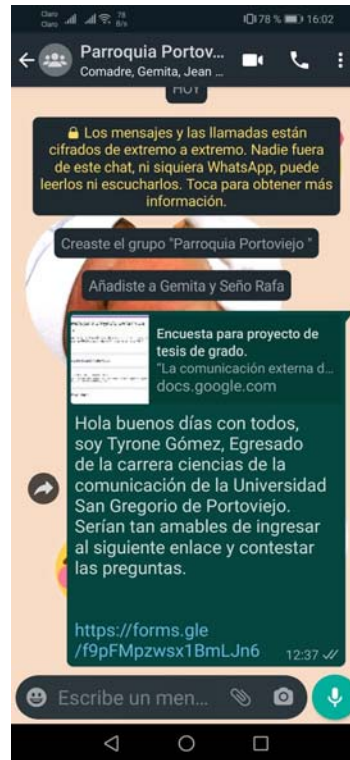 Claro
Claro
78
B/s
78 %
16:02
Parroquia Portov...
Comadre, Gemita, Jean ...
HOY
Los mensajes y las llamadas están
cifrados de extremo a extremo. Nadie fuera
de este chat, ni siquiera WhatsApp, puede
leerlos ni escucharlos. Toca para obtener más
información.
Creaste el grupo "Parroquia Portoviejo "
Añadiste a Gemita y Seño Rafa
Encuesta para proyecto de
tesis de grado.
"La comunicación externa d...
docs.google.com
Hola buenos días con todos,
soy Tyrone Gómez, Egresado
de la carrera ciencias de la
comunicación de la Universidad
San Gregorio de Portoviejo.
Serían tan amables de ingresar
al siguiente enlace y contestar
las preguntas.
https://forms.gle
/f9pFMpzwsx1BmLJn6
12:37
Escribe un men...